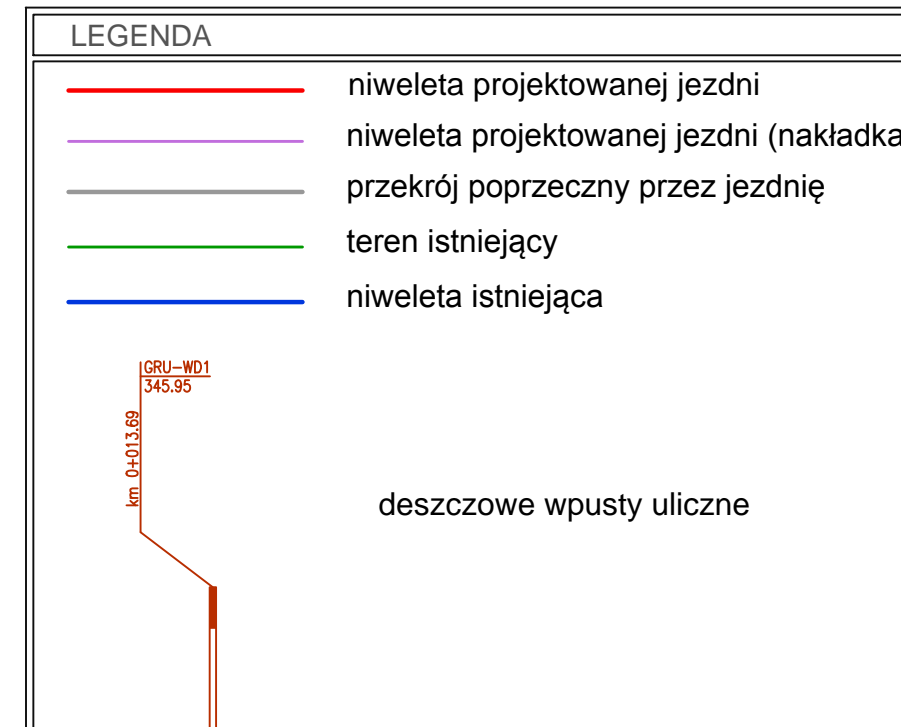 LEGENDA
niweleta projektowanej jezdni
niweleta projektowanej jezdni (nakładka
przekrój poprzeczny przez jezdnię
teren istniejący
niweleta istniejąca
GRU-WD1
345.95
km 0+013.69
deszczowe wpusty uliczne